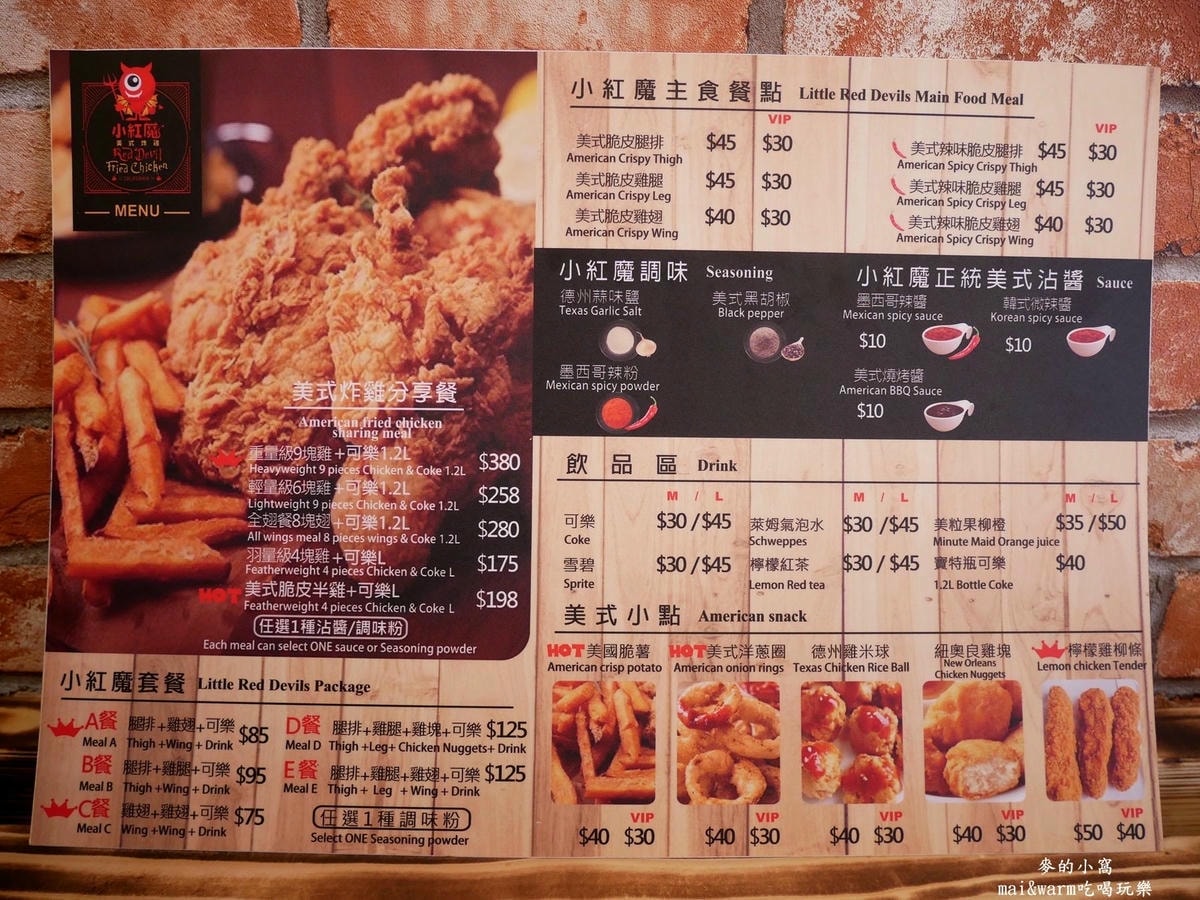 小紅魔
美式炸雞
Red Devil
Fried Chicken
MENU
美式炸雞分享餐
American fried chicken
sharing meal
重量級9塊雞+可樂1.2L $380
Heavyweight 9 pieces Chicken & Coke 1.2L
輕量級6塊雞+可樂1.2L $258
Lightweight 9 pieces Chicken & Coke 1.2L
全翅餐8塊翅+可樂1.2L $280
All wings meal 8 pieces wings & Coke 1.2L
羽量級4塊雞+可樂L $175
Featherweight 4 pieces Chicken & Coke L
HOT 美式脆皮半雞+可樂L $198
Featherweight 4 pieces Chicken & Coke L
任選1種沾醬/調味粉
Each meal can select ONE sauce or Seasoning powder
小紅魔套餐 Little Red Devils Package
A餐 腿排+雞翅+可樂 $85
Meal A Thigh +Wing + Drink
B餐 腿排+雞腿+可樂 $95
Meal B Thigh +Wing + Drink
C餐 雞翅+雞翅+可樂 $75
Meal C Wing +Wing + Drink
D餐 腿排+雞腿+雞塊+可樂 $125
Meal D Thigh +Leg+ Chicken Nuggets+ Drink
E餐 腿排+雞腿+雞翅+可樂 $125
Meal E Thigh + Leg + Wing + Drink
任選1種調味粉
Select ONE Seasoning powder
小紅魔主食餐點 Little Red Devils Main Food Meal
VIP
美式脆皮腿排 $45 $30
American Crispy Thigh
美式脆皮雞腿 $45 $30
American Crispy Leg
美式脆皮雞翅 $40 $30
American Crispy Wing
VIP
美式辣味脆皮腿排 $45 $30
American Spicy Crispy Thigh
美式辣味脆皮雞腿 $45 $30
American Spicy Crispy Leg
美式辣味脆皮雞翅 $40 $30
American Spicy Crispy Wing
小紅魔調味 Seasoning
德州蒜味鹽
Texas Garlic Salt
美式黑胡椒
Black pepper
墨西哥辣粉
Mexican spicy powder
小紅魔正統美式沾醬 Sauce
墨西哥辣醬
Mexican spicy sauce
$10
韓式微辣醬
Korean spicy sauce
$10
美式燒烤醬
American BBQ Sauce
$10
飲品區 Drink
M / L M / L M / L
可樂 $30 / $45 萊姆氣泡水 $30 / $45 美粒果柳橙 $35 / $50
Coke Schweppes Minute Maid Orange juice
雪碧 $30 / $45 檸檬紅茶 $30 / $45 寶特瓶可樂 $40
Sprite Lemon Red tea 1.2L Bottle Coke
美式小點 American snack
HOT 美國脆薯
American crisp potato
HOT 美式洋蔥圈
American onion rings
德州雞米球
Texas Chicken Rice Ball
紐奧良雞塊
New Orleans
Chicken Nuggets
檸檬雞柳條
Lemon chicken Tender
VIP VIP VIP VIP VIP
$40 $30 $40 $30 $40 $30 $40 $30 $50 $40
麥的小窩
mai&warm吃喝玩樂